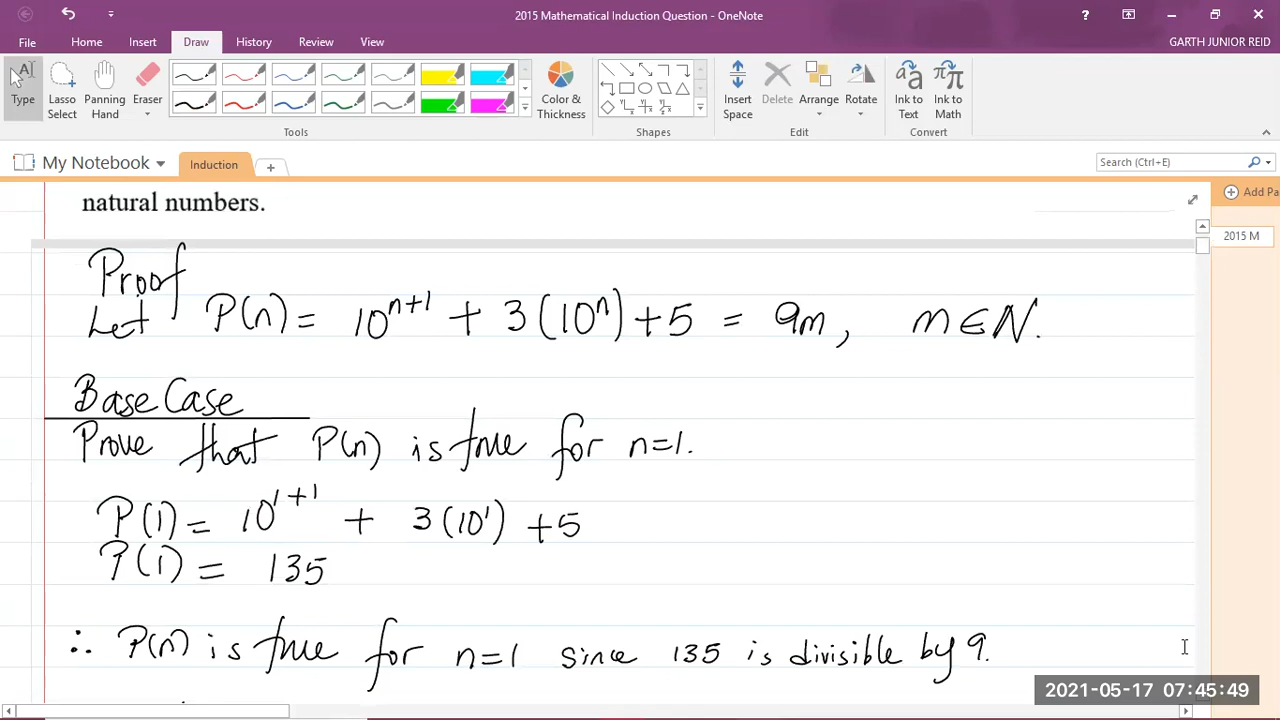 2015 Mathematical Induction Question - OneNote
File Home Insert Draw History Review View GARTH JUNIOR REID
Type Lasso Select Panning Hand Eraser Color & Thickness Insert Space Delete Arrange Rotate Ink to Text Ink to Math
Tools Shapes Edit Convert
My Notebook Induction + Search (Ctrl+E)
Add Pa
natural numbers.
2015 M
Proof
Let P(n) = 10^{n+1} + 3(10^n) + 5 = 9m, m ∈ N.
Base Case
Prove that P(n) is true for n=1.
P(1) = 10^{1+1} + 3(10^1) + 5
P(1) = 135
∴ P(n) is true for n=1 since 135 is divisible by 9.
2021-05-17 07:45:49